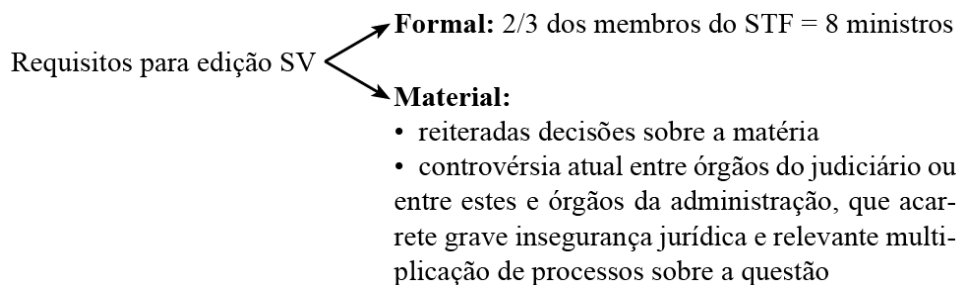 Formal: 2/3 dos membros do STF = 8 ministros
Requisitos para edição SV
Material:
• reiteradas decisões sobre a matéria
• controvérsia atual entre órgãos do judiciário ou
entre estes e órgãos da administração, que acar-
rete grave insegurança jurídica e relevante multi-
plicação de processos sobre a questão